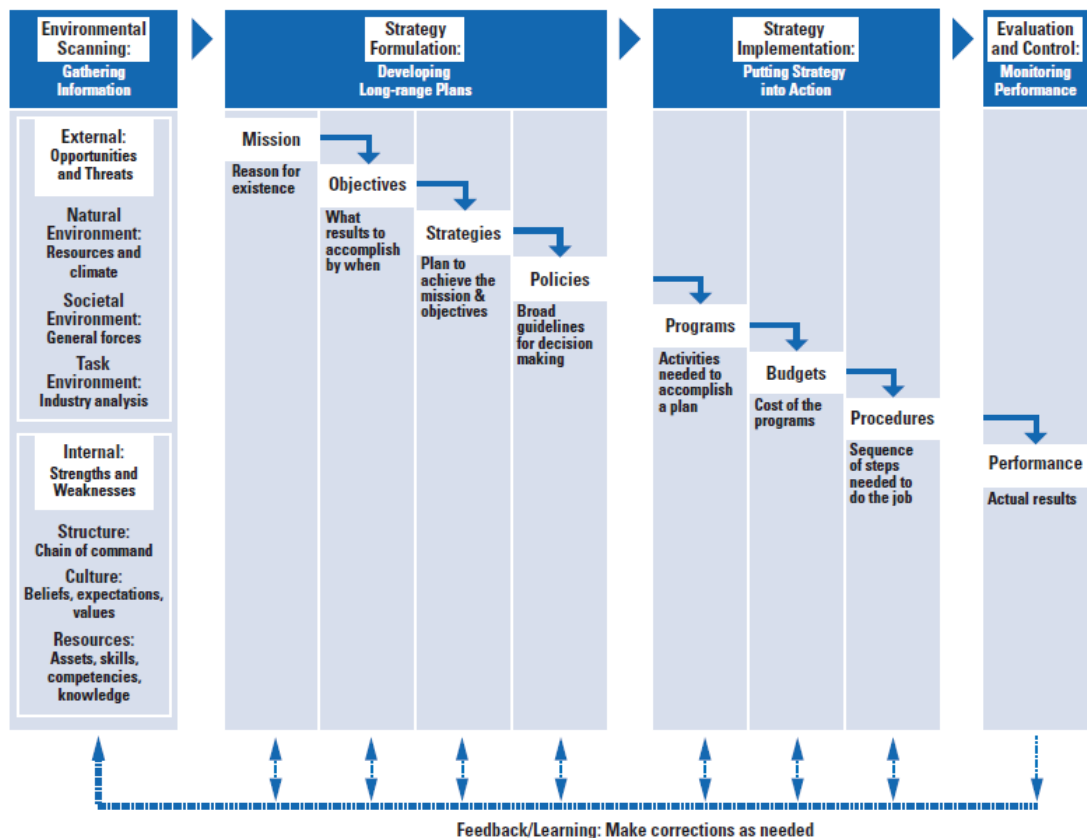 Environmental
Scanning:
Gathering
Information
Strategy
Formulation:
Developing
Long-range Plans
Strategy
Implementation:
Putting Strategy
into Action
Evaluation
and Control:
Monitoring
Performance
External:
Opportunities
and Threats
Natural
Environment:
Resources and
climate
Societal
Environment:
General forces
Task
Environment:
Industry analysis
Internal:
Strengths and
Weaknesses
Structure:
Chain of command
Culture:
Beliefs, expectations,
values
Resources:
Assets, skills,
competencies,
knowledge
Mission
Reason for
existence
Objectives
What
results to
accomplish
by when
Strategies
Plan to
achieve the
mission &
objectives
Policies
Broad
guidelines
for decision
making
Programs
Activities
needed to
accomplish
a plan
Budgets
Cost of the
programs
Procedures
Sequence
of steps
needed to
do the job
Performance
Actual results
Feedback/Learning: Make corrections as needed